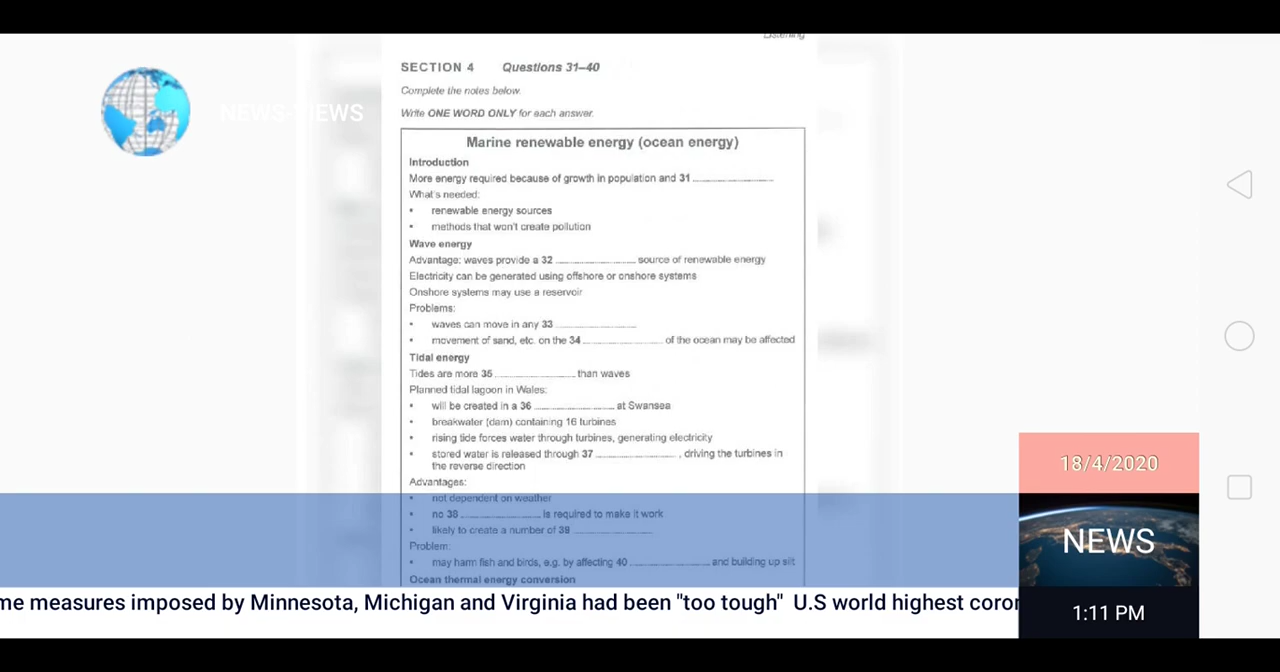 Listening
SECTION 4 Questions 31–40
Complete the notes below.
Write ONE WORD ONLY for each answer.
Marine renewable energy (ocean energy)
Introduction
More energy required because of growth in population and 31 ....................
What's needed:
• renewable energy sources
• methods that won't create pollution
Wave energy
Advantage: waves provide a 32 .................... source of renewable energy
Electricity can be generated using offshore or onshore systems
Onshore systems may use a reservoir
Problems:
• waves can move in any 33 ....................
• movement of sand, etc. on the 34 .................... of the ocean may be affected
Tidal energy
Tides are more 35 .................... than waves
Planned tidal lagoon in Wales:
• will be created in a 36 .................... at Swansea
• breakwater (dam) containing 16 turbines
• rising tide forces water through turbines, generating electricity
• stored water is released through 37 .................... , driving the turbines in
the reverse direction
Advantages:
• not dependent on weather
• no 38 .................... is required to make it work
• likely to create a number of 39 ....................
Problem:
• may harm fish and birds, e.g. by affecting 40 .................... and building up silt
Ocean thermal energy conversion
18/4/2020
NEWS
1:11 PM
me measures imposed by Minnesota, Michigan and Virginia had been "too tough" U.S world highest coror